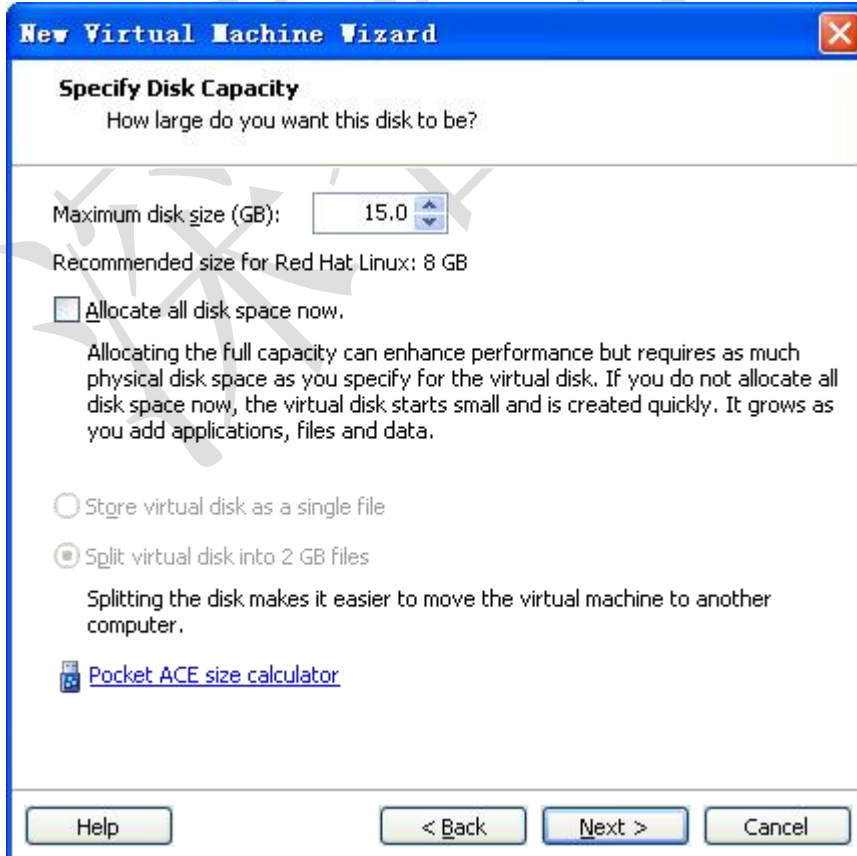 New Virtual Machine Wizard
Specify Disk Capacity
How large do you want this disk to be?
Maximum disk size (GB): 15.0
Recommended size for Red Hat Linux: 8 GB
Allocate all disk space now.
Allocating the full capacity can enhance performance but requires as much
physical disk space as you specify for the virtual disk. If you do not allocate all
disk space now, the virtual disk starts small and is created quickly. It grows as
you add applications, files and data.
Store virtual disk as a single file
Split virtual disk into 2 GB files
Splitting the disk makes it easier to move the virtual machine to another
computer.
Pocket ACE size calculator
Help < Back Next > Cancel